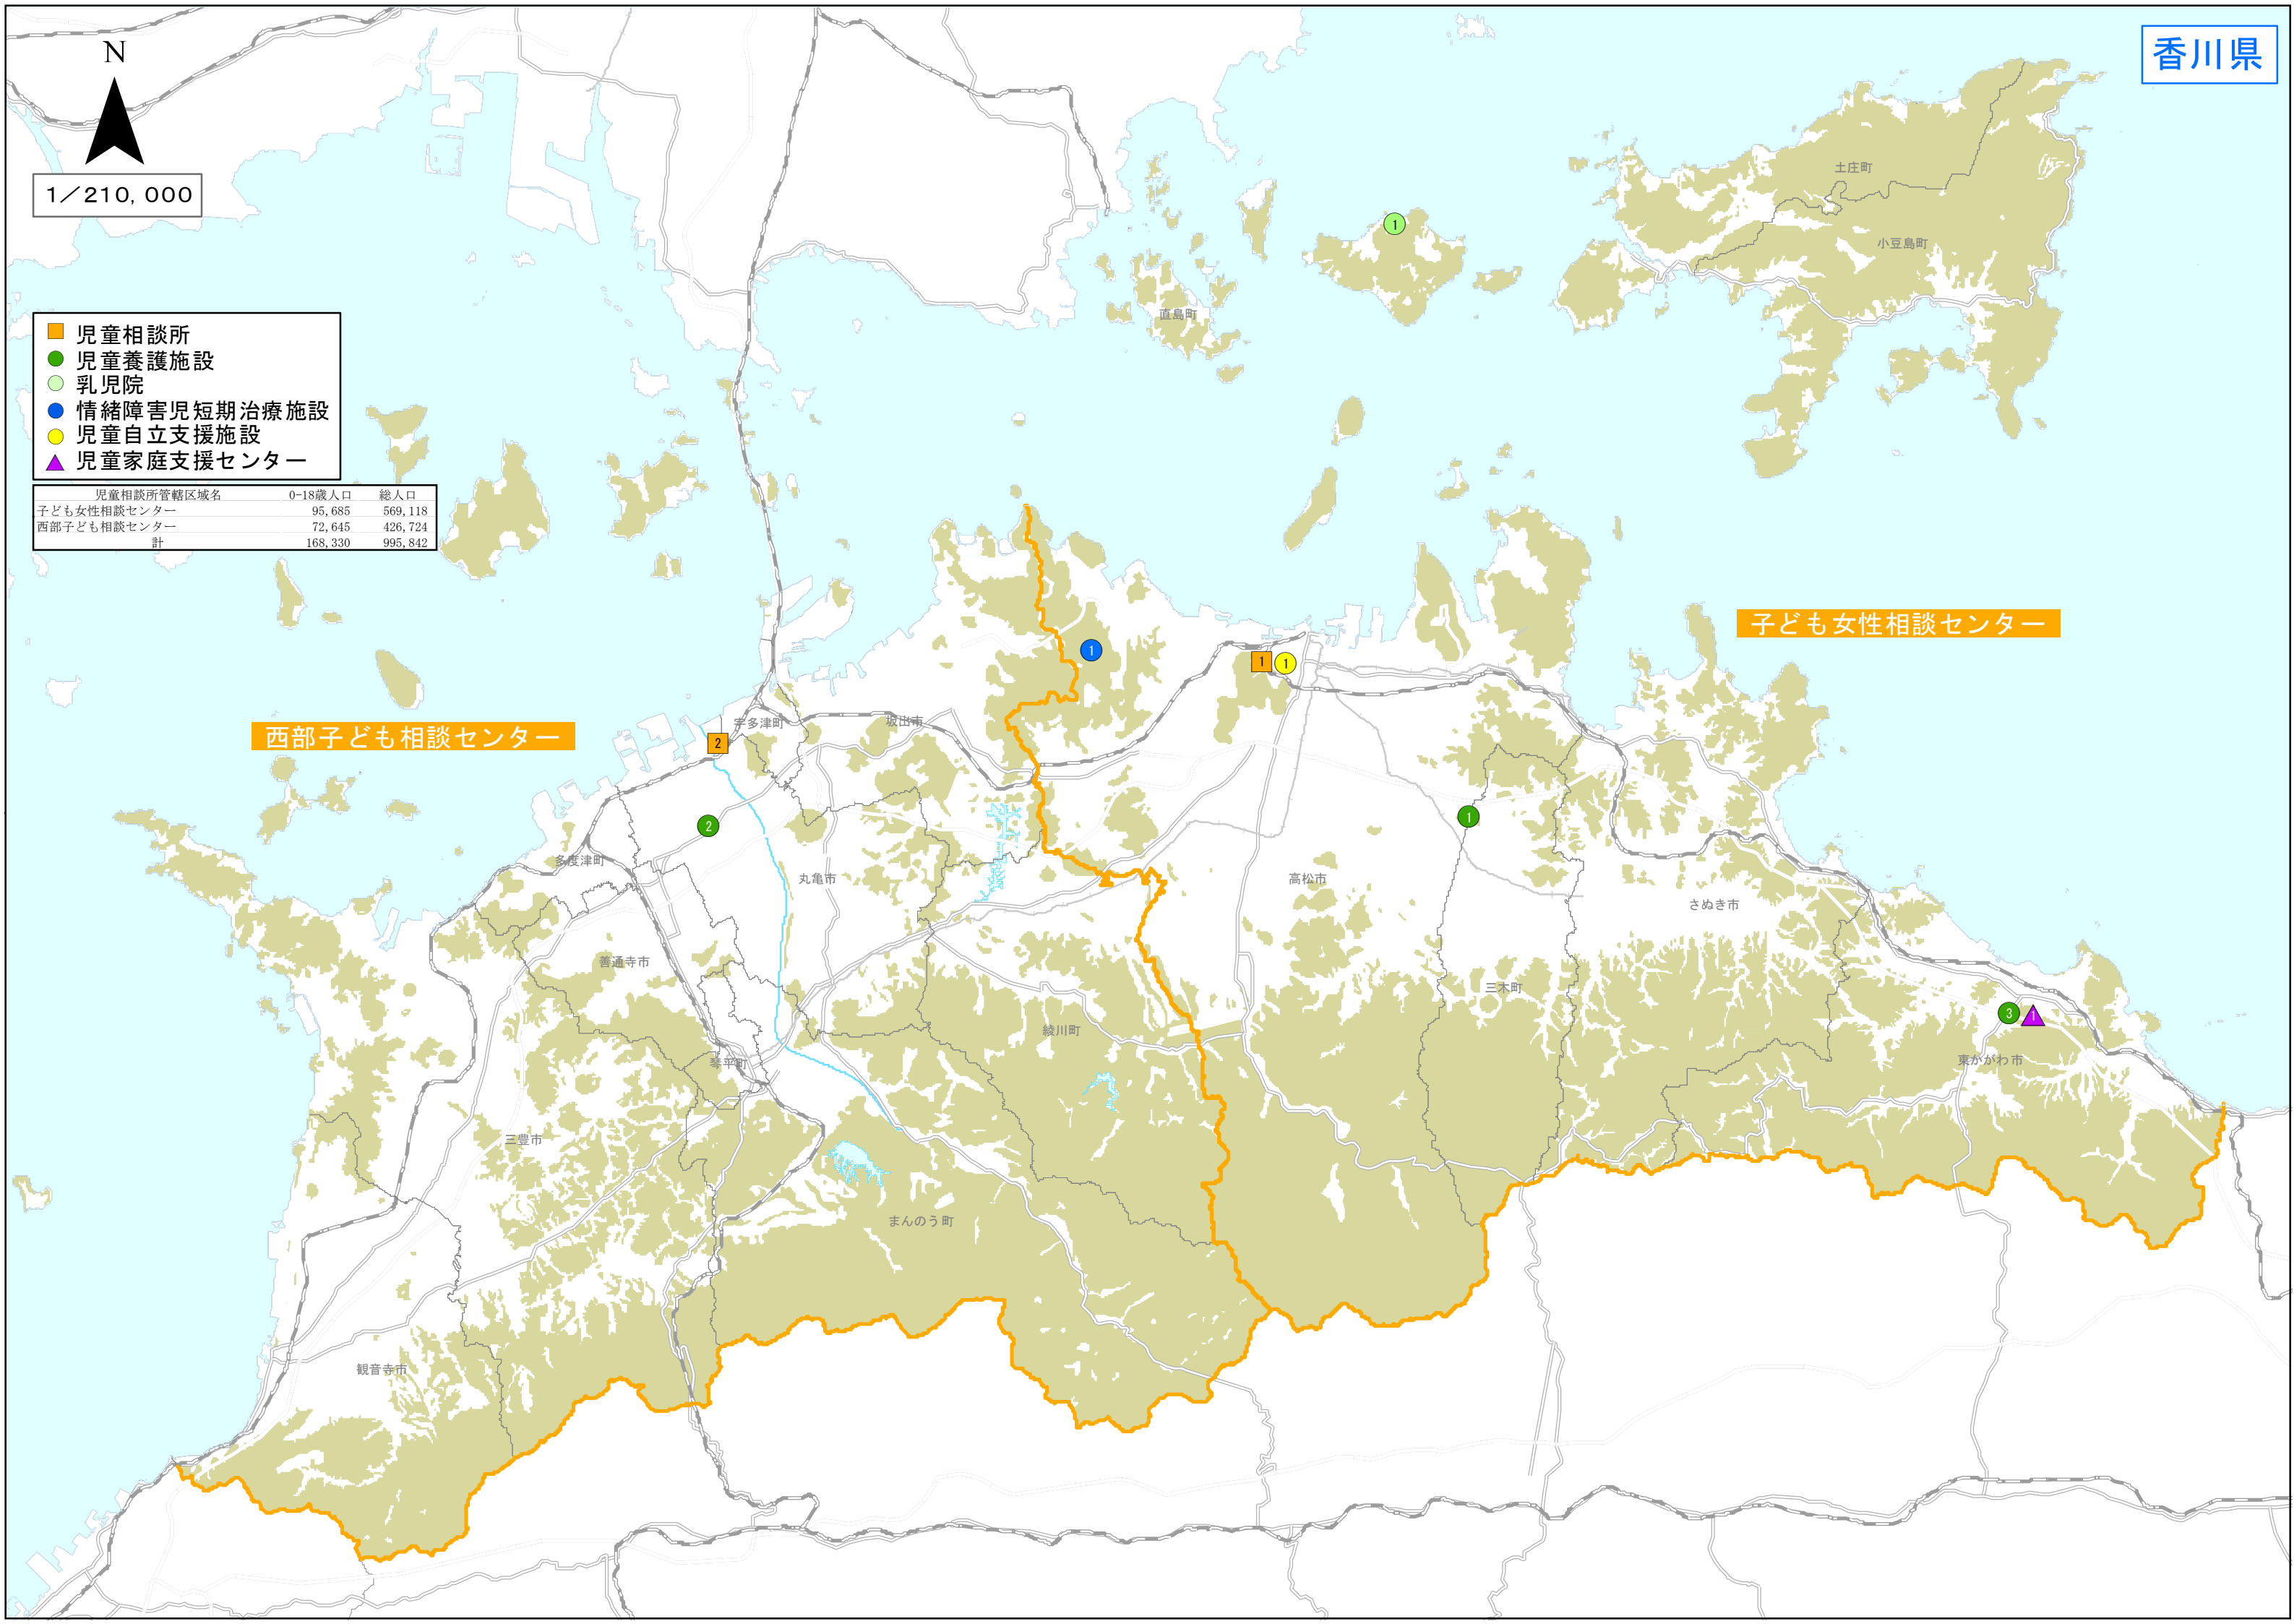 香川県
N
1／210,000
児童相談所
児童養護施設
乳児院
情緒障害児短期治療施設
児童自立支援施設
児童家庭支援センター
児童相談所管轄区域名 0-18歳人口 総人口
子ども女性相談センター 95,685 569,118
西部子ども相談センター 72,645 426,724
計 168,330 995,842
土庄町
1
小豆島町
直島町
子ども女性相談センター
1
1
1
西部子ども相談センター
宇多津町
坂出市
2
2
1
多度津町
丸亀市
高松市
さぬき市
善通寺市
三木町
3
1
綾川町
琴平町
東かがわ市
三豊市
まんのう町
観音寺市